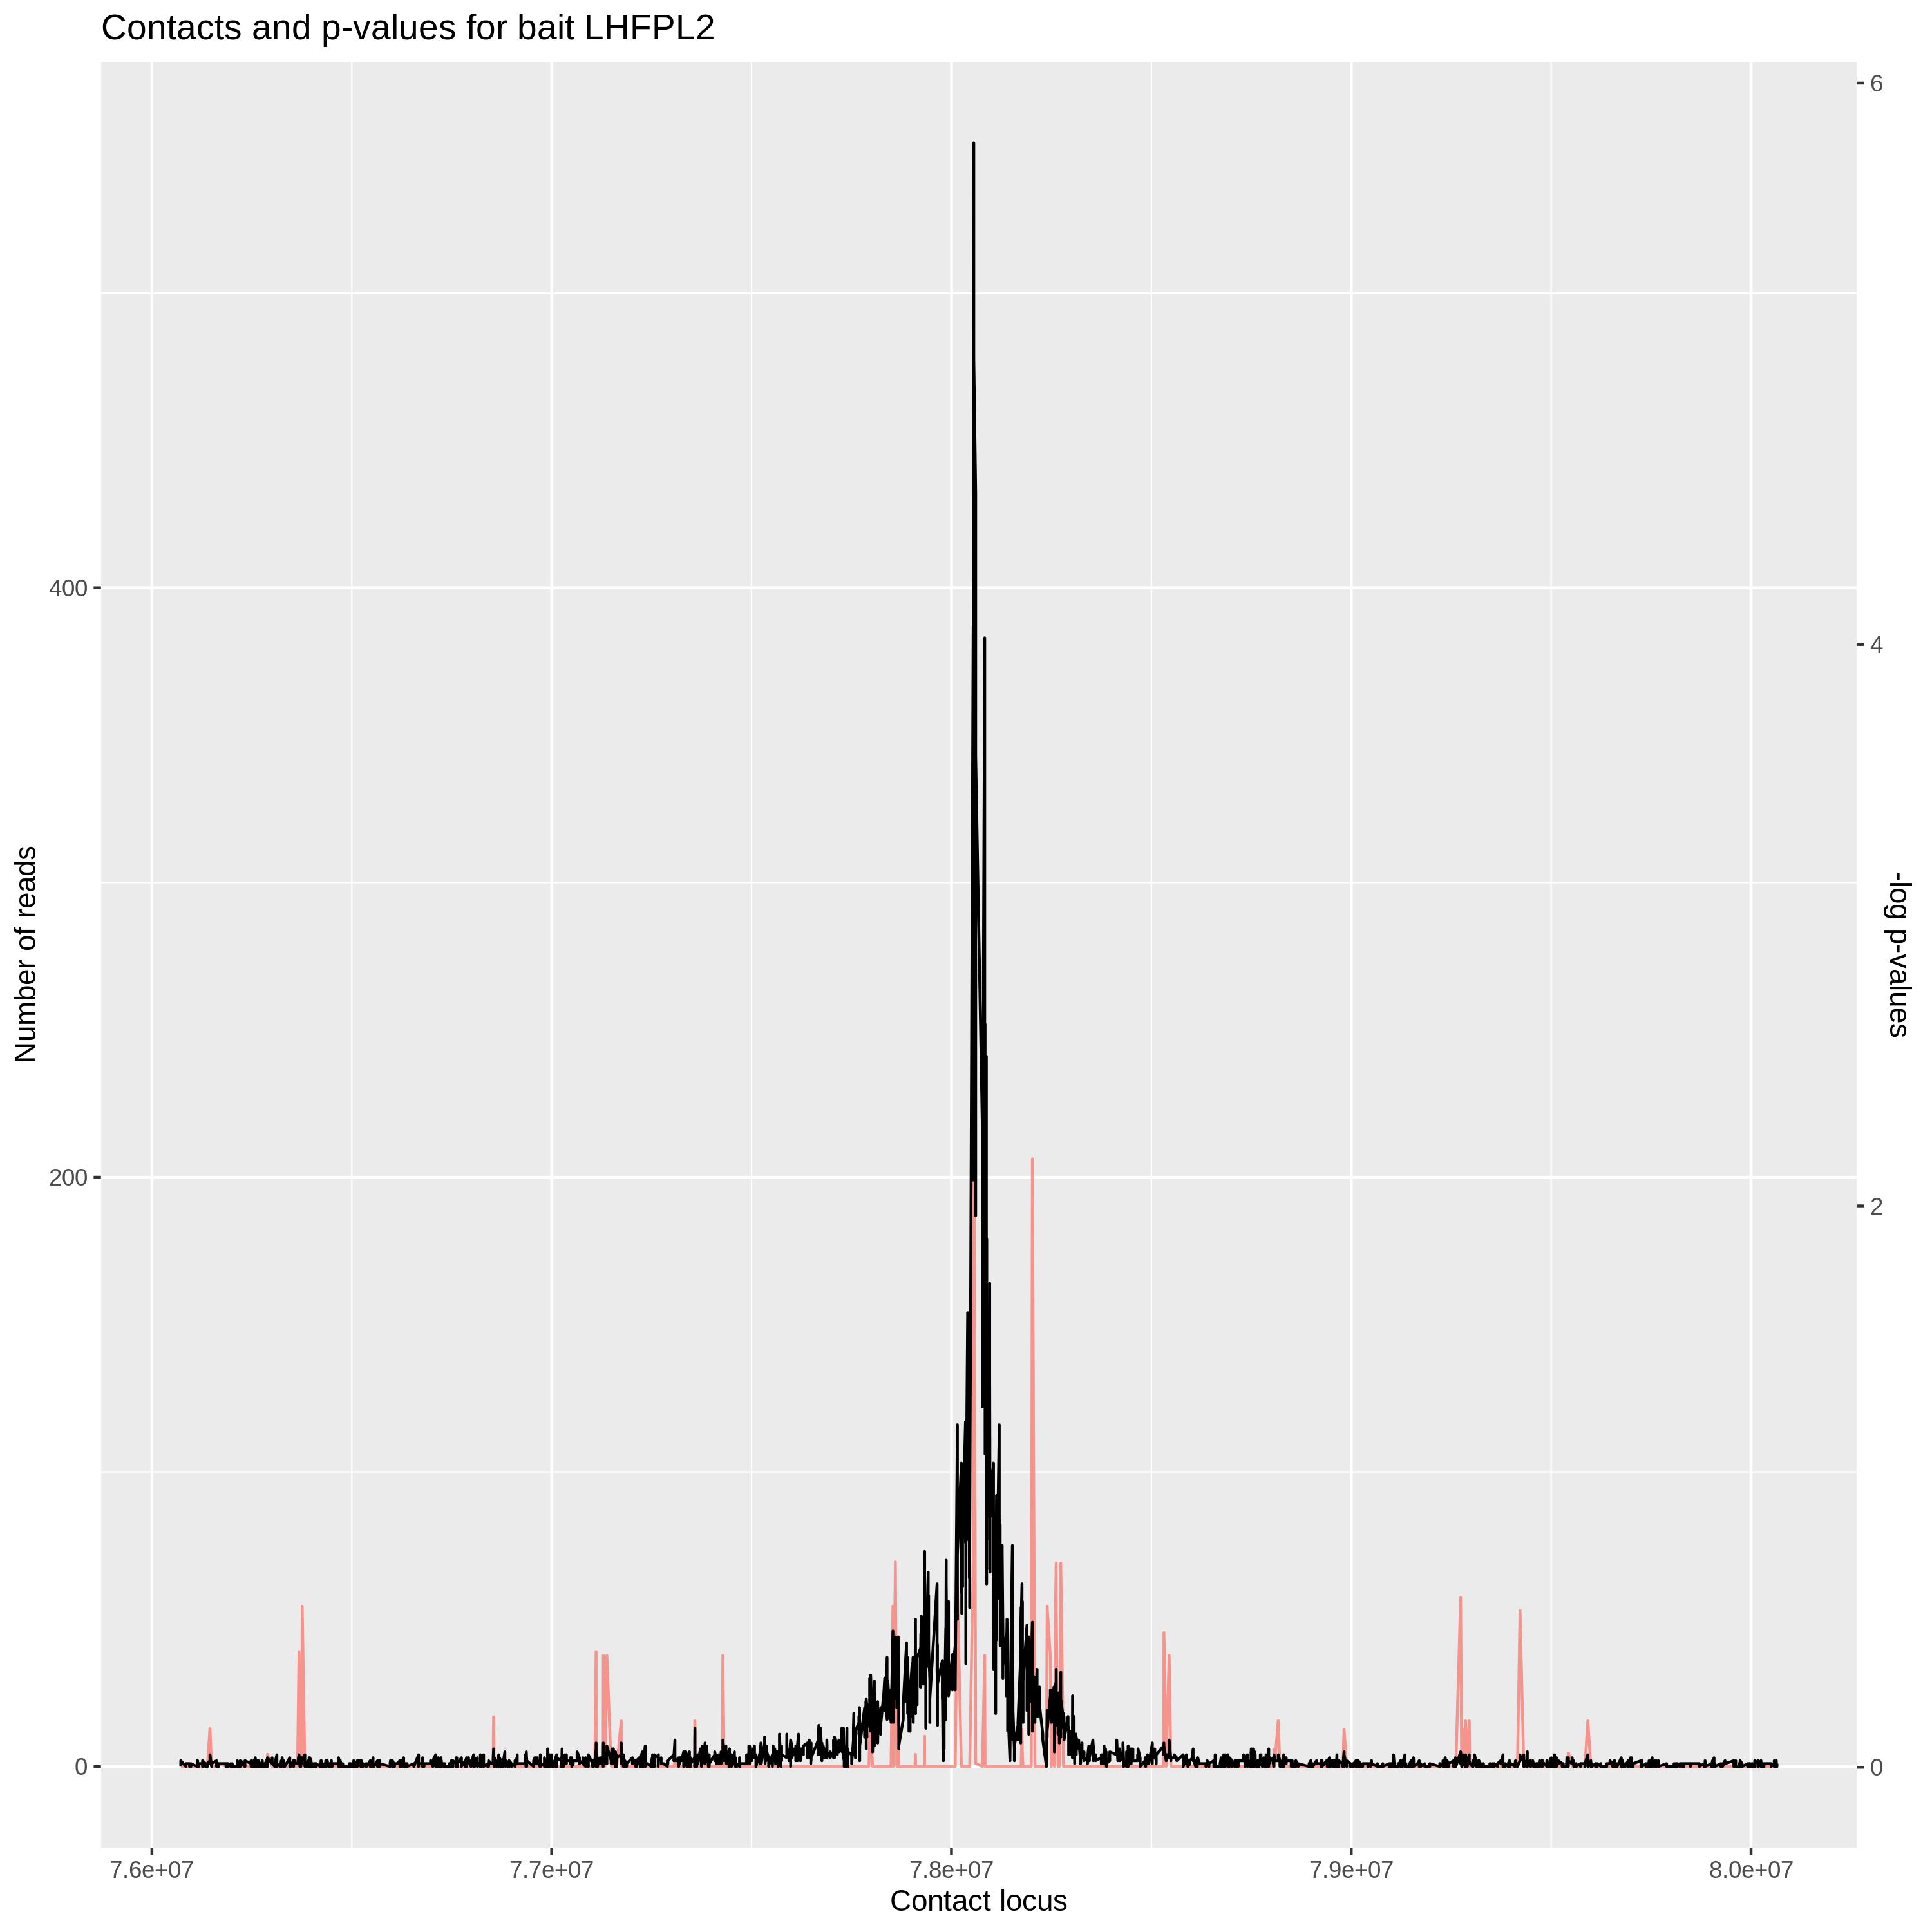 Contacts and p-values for bait LHFPL2
Number of reads
400
200
0
6
4
2
0
-log p-values
7.6e+07
7.7e+07
7.8e+07
7.9e+07
8.0e+07
Contact locus